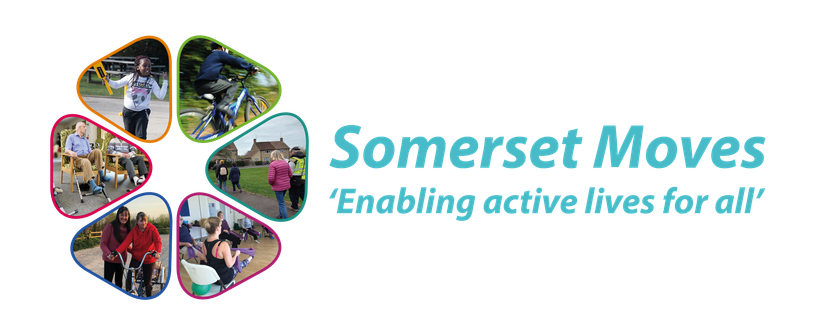 Somerset Moves
‘Enabling active lives for all’